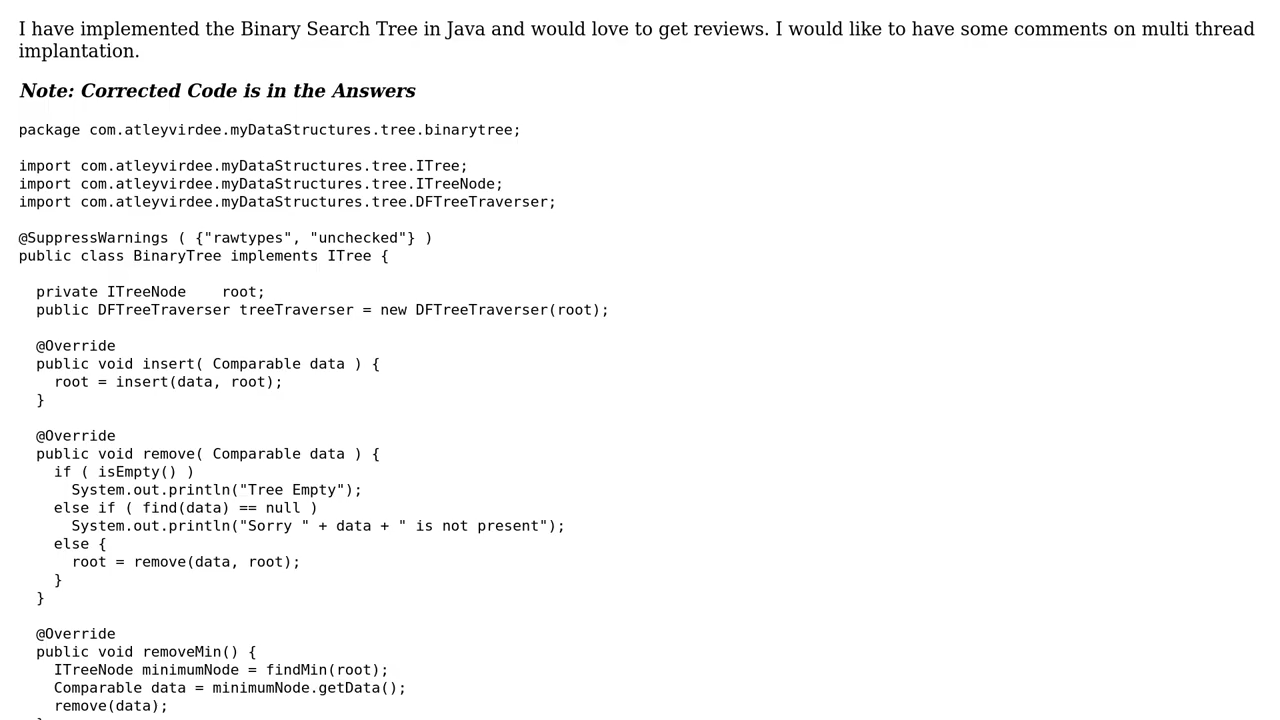 I have implemented the Binary Search Tree in Java and would love to get reviews. I would like to have some comments on multi thread
implantation.
Note: Corrected Code is in the Answers
package com.atleyvirdee.myDataStructures.tree.binarytree;
import com.atleyvirdee.myDataStructures.tree.ITree;
import com.atleyvirdee.myDataStructures.tree.ITreeNode;
import com.atleyvirdee.myDataStructures.tree.DFTreeTraverser;
@SuppressWarnings ( {"rawtypes", "unchecked"} )
public class BinaryTree implements ITree {
  private ITreeNode    root;
  public DFTreeTraverser treeTraverser = new DFTreeTraverser(root);
  @Override
  public void insert( Comparable data ) {
    root = insert(data, root);
  }
  @Override
  public void remove( Comparable data ) {
    if ( isEmpty() )
      System.out.println("Tree Empty");
    else if ( find(data) == null )
      System.out.println("Sorry " + data + " is not present");
    else {
      root = remove(data, root);
    }
  }
  @Override
  public void removeMin() {
    ITreeNode minimumNode = findMin(root);
    Comparable data = minimumNode.getData();
    remove(data);